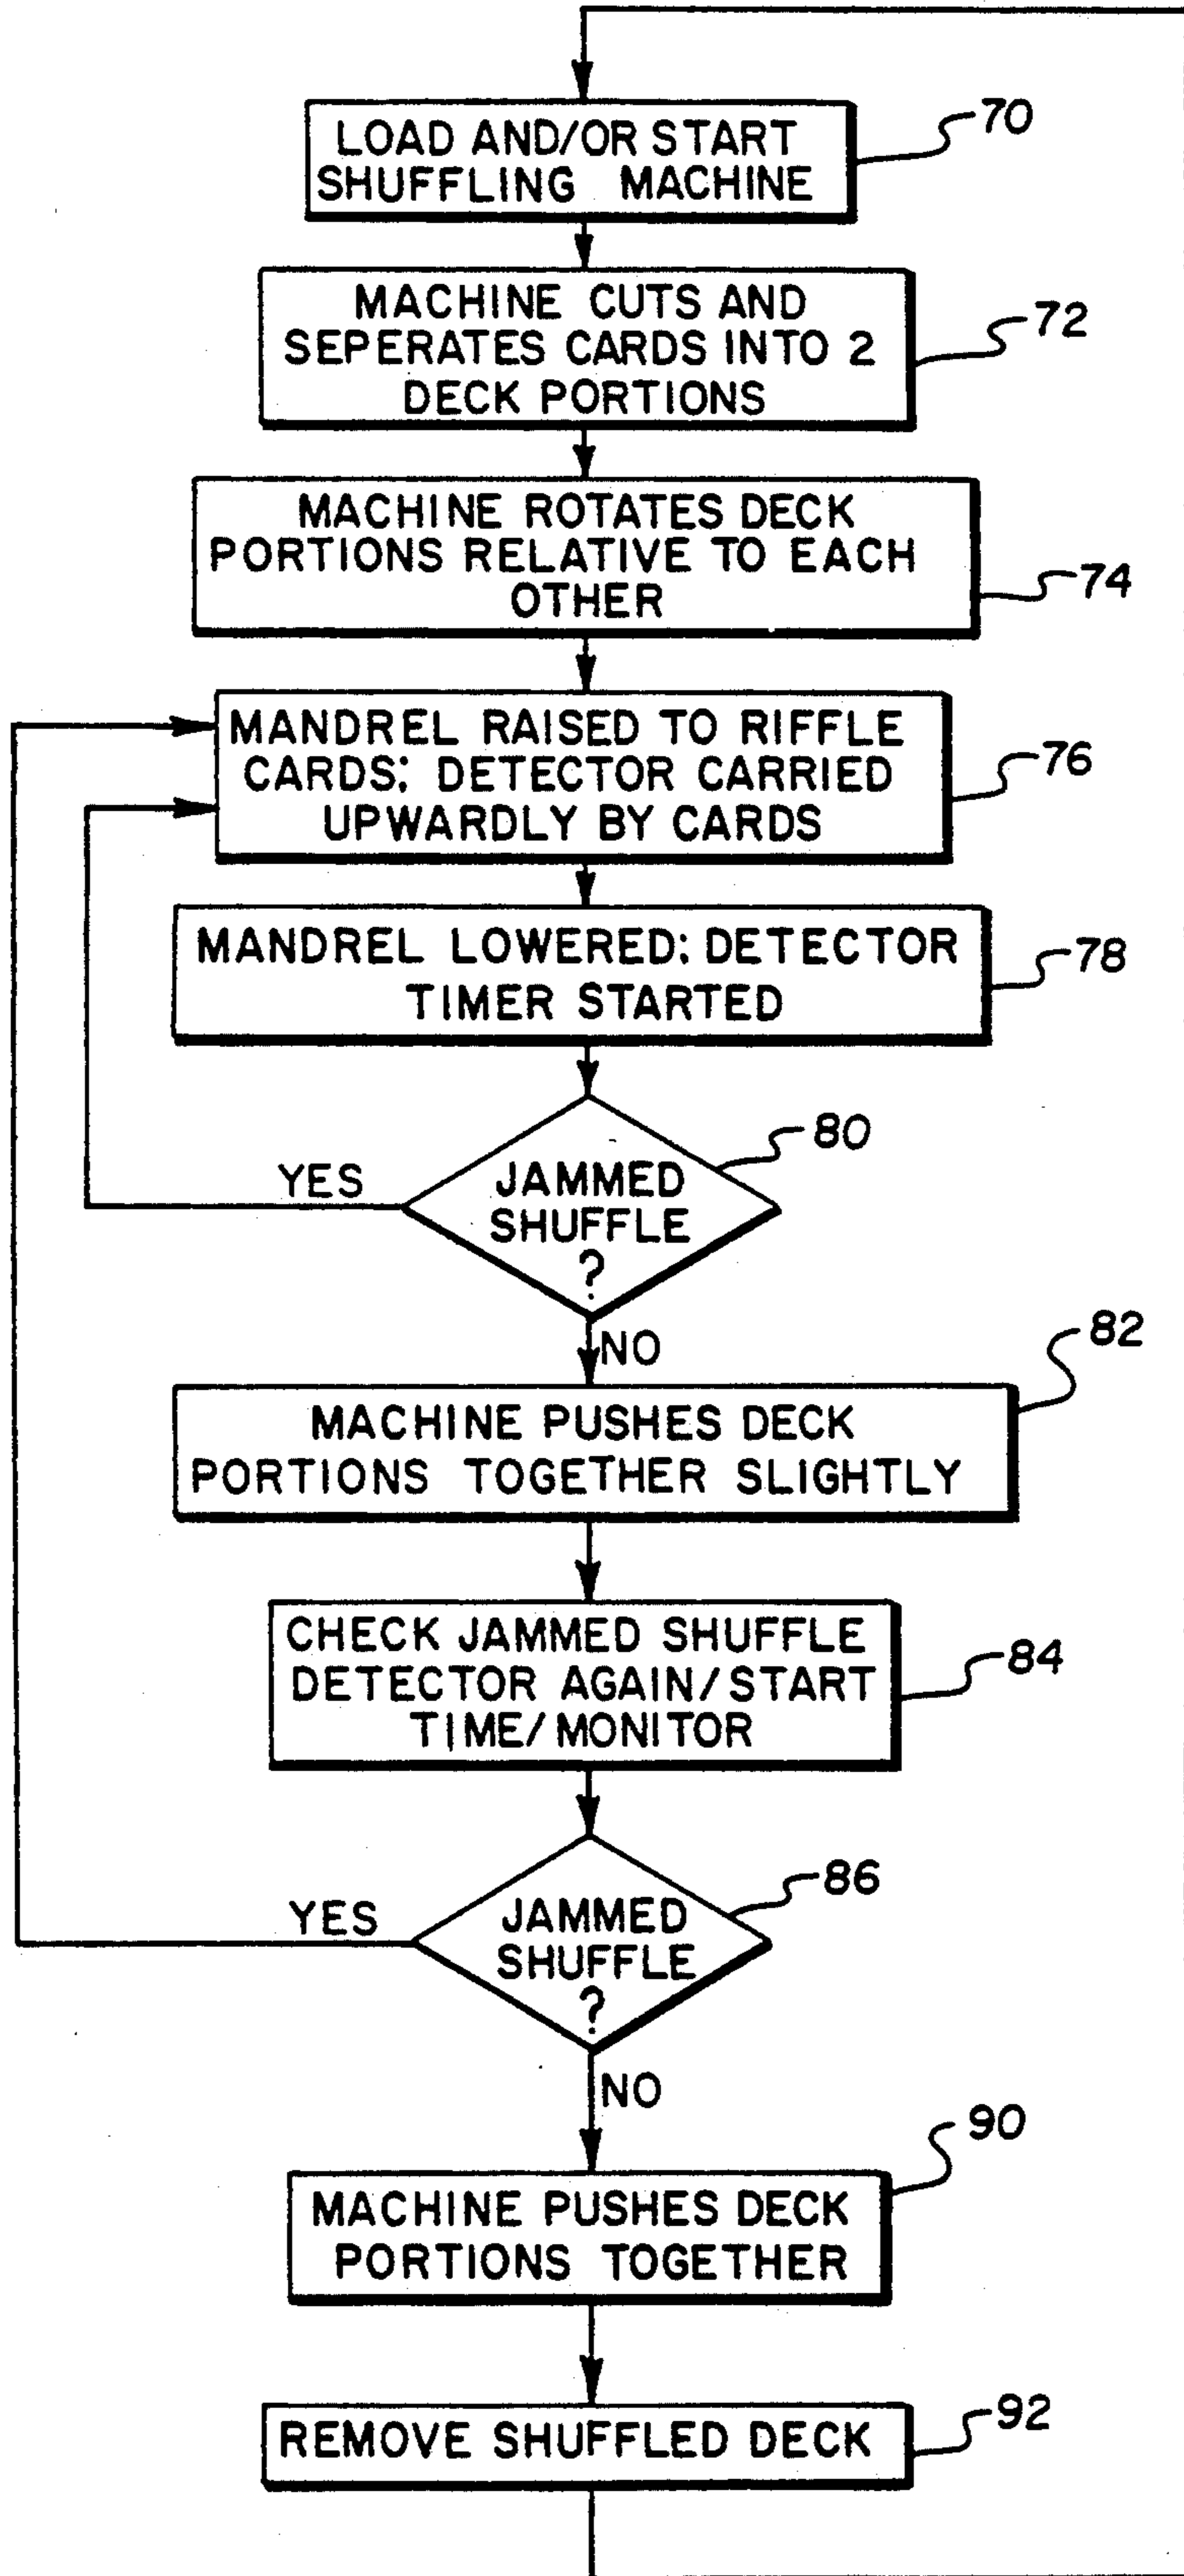 LOAD AND/OR START
SHUFFLING MACHINE
70
MACHINE CUTS AND
SEPERATES CARDS INTO 2
DECK PORTIONS
72
MACHINE ROTATES DECK
PORTIONS RELATIVE TO EACH
OTHER
74
MANDREL RAISED TO RIFFLE
CARDS; DETECTOR CARRIED
UPWARDLY BY CARDS
76
MANDREL LOWERED; DETECTOR
TIMER STARTED
78
JAMMED
SHUFFLE
?
80
YES
NO
MACHINE PUSHES DECK
PORTIONS TOGETHER SLIGHTLY
82
CHECK JAMMED SHUFFLE
DETECTOR AGAIN/START
TIME/MONITOR
84
JAMMED
SHUFFLE
?
86
YES
NO
MACHINE PUSHES DECK
PORTIONS TOGETHER
90
REMOVE SHUFFLED DECK
92